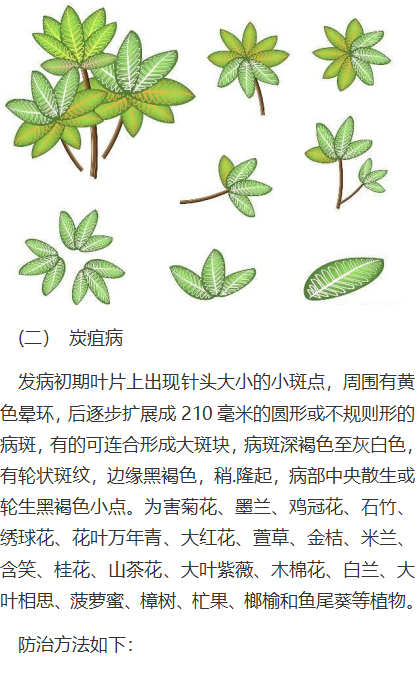 (二) 炭疽病
发病初期叶片上出现针头大小的小斑点，周围有黄
色晕环，后逐步扩展成 210 毫米的圆形或不规则形的
病斑，有的可连合形成大斑块，病斑深褐色至灰白色，
有轮状斑纹，边缘黑褐色，稍.隆起，病部中央散生或
轮生黑褐色小点。为害菊花、墨兰、鸡冠花、石竹、
绣球花、花叶万年青、大红花、萱草、金桔、米兰、
含笑、桂花、山茶花、大叶紫薇、木棉花、白兰、大
叶相思、菠萝蜜、樟树、杧果、榔榆和鱼尾葵等植物。
防治方法如下：